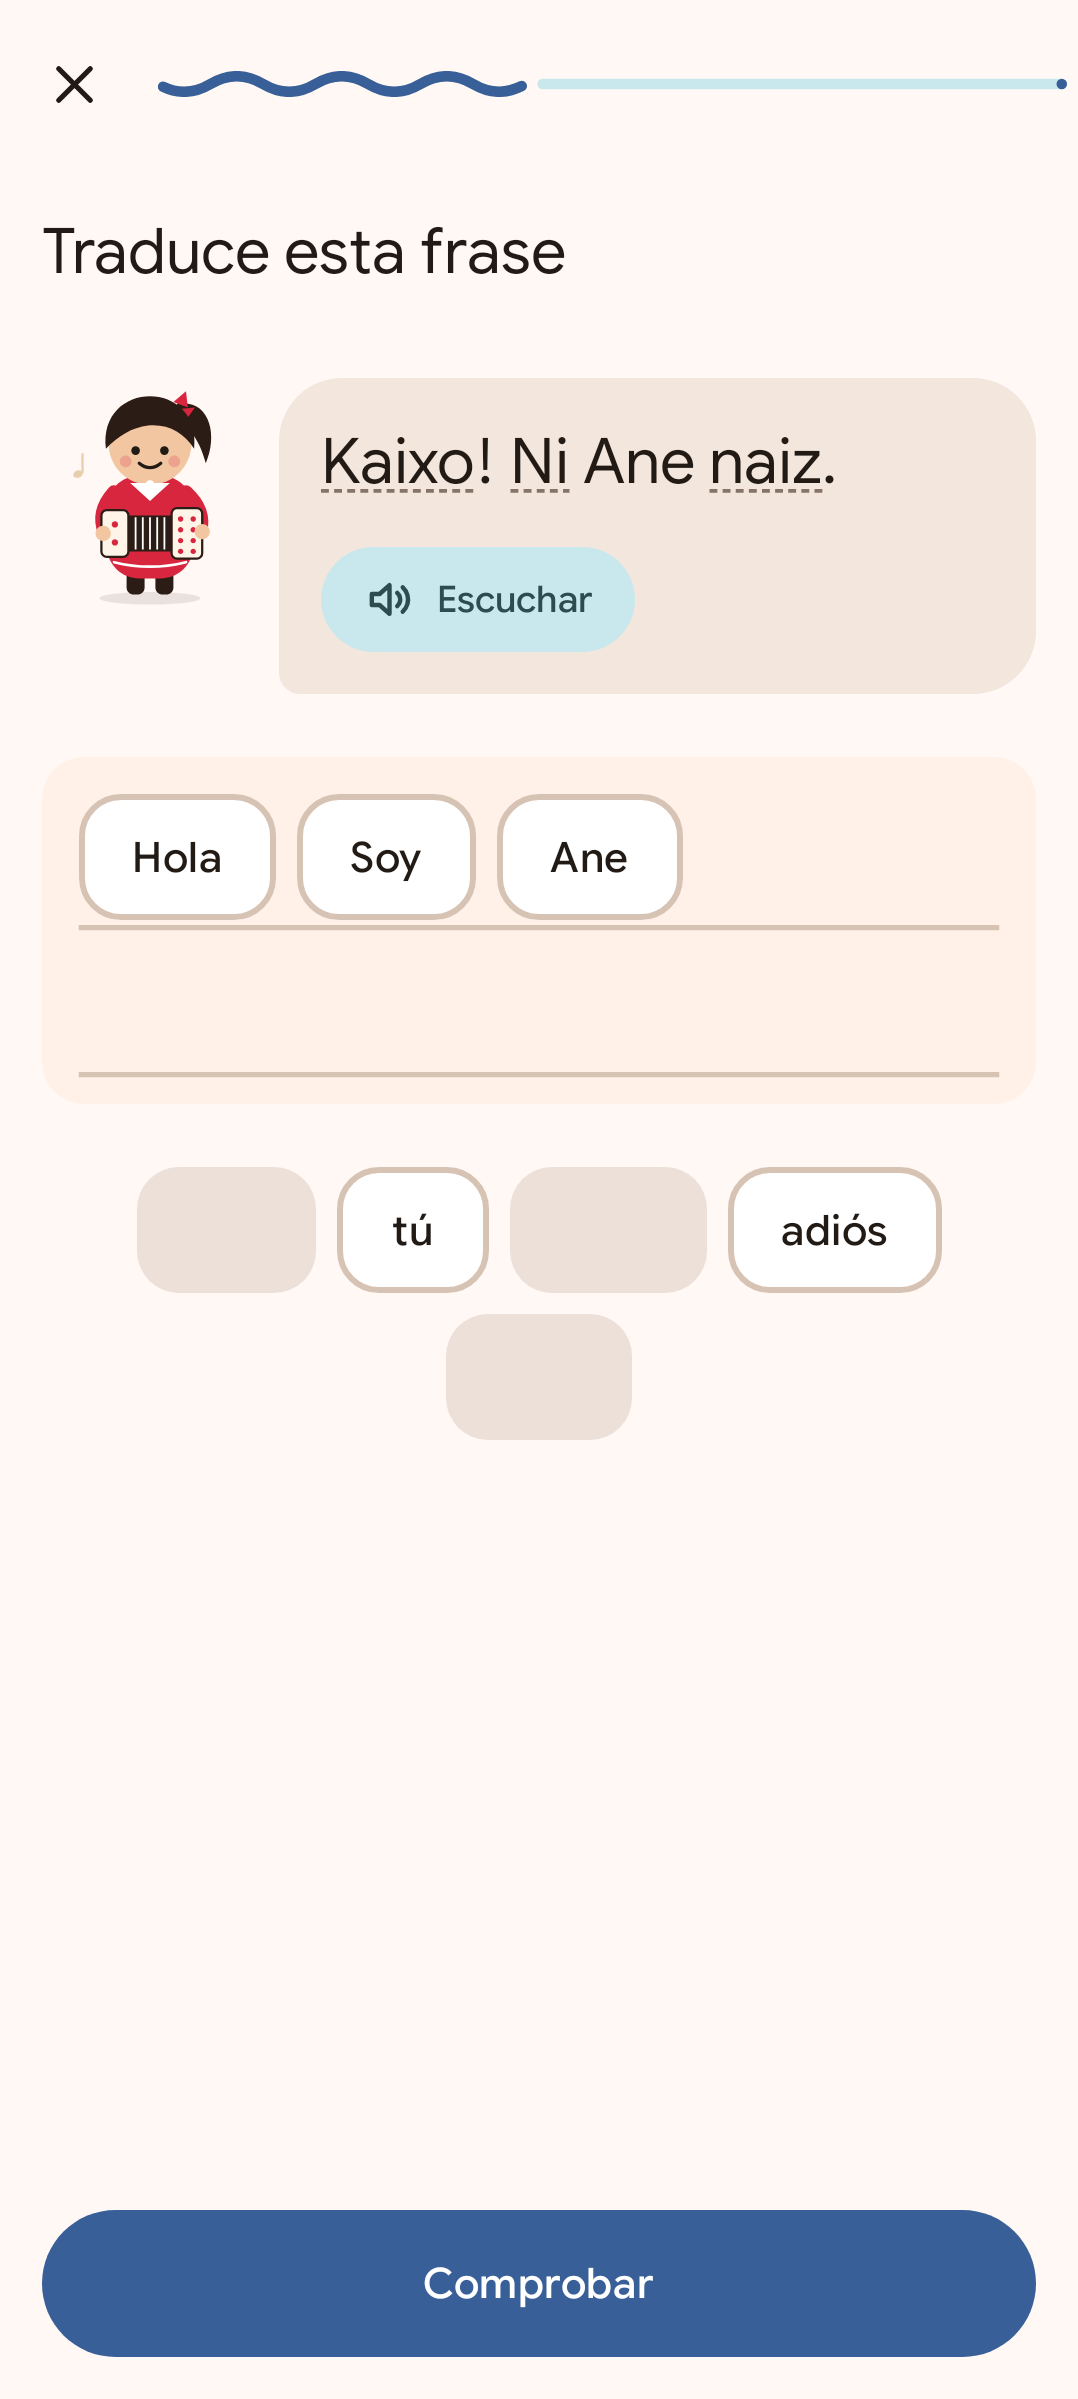 Traduce esta frase
Kaixo! Ni Ane naiz.
Escuchar
Hola Soy Ane
tú adiós
Comprobar